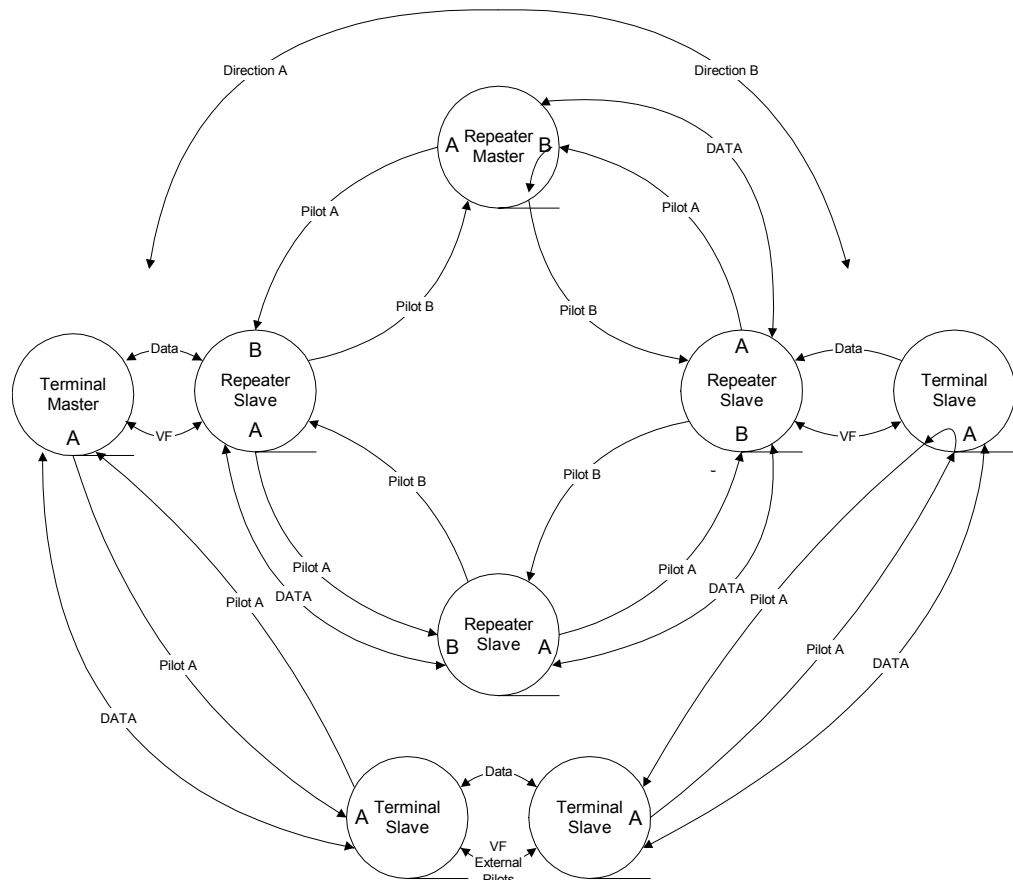 Direction A
Direction B
A
Repeater
Master
B
DATA
Pilot A
Pilot A
Pilot B
Pilot B
Terminal
Master
A
Data
VF
B
Repeater
Slave
A
A
Repeater
Slave
B
Data
VF
Terminal
Slave
A
Pilot B
Pilot B
Pilot A
DATA
Pilot A
DATA
Repeater
Slave
B
A
Pilot A
Pilot A
Pilot A
Pilot A
DATA
DATA
A
Terminal
Slave
Data
VF
External
Pilots
Terminal
Slave
A